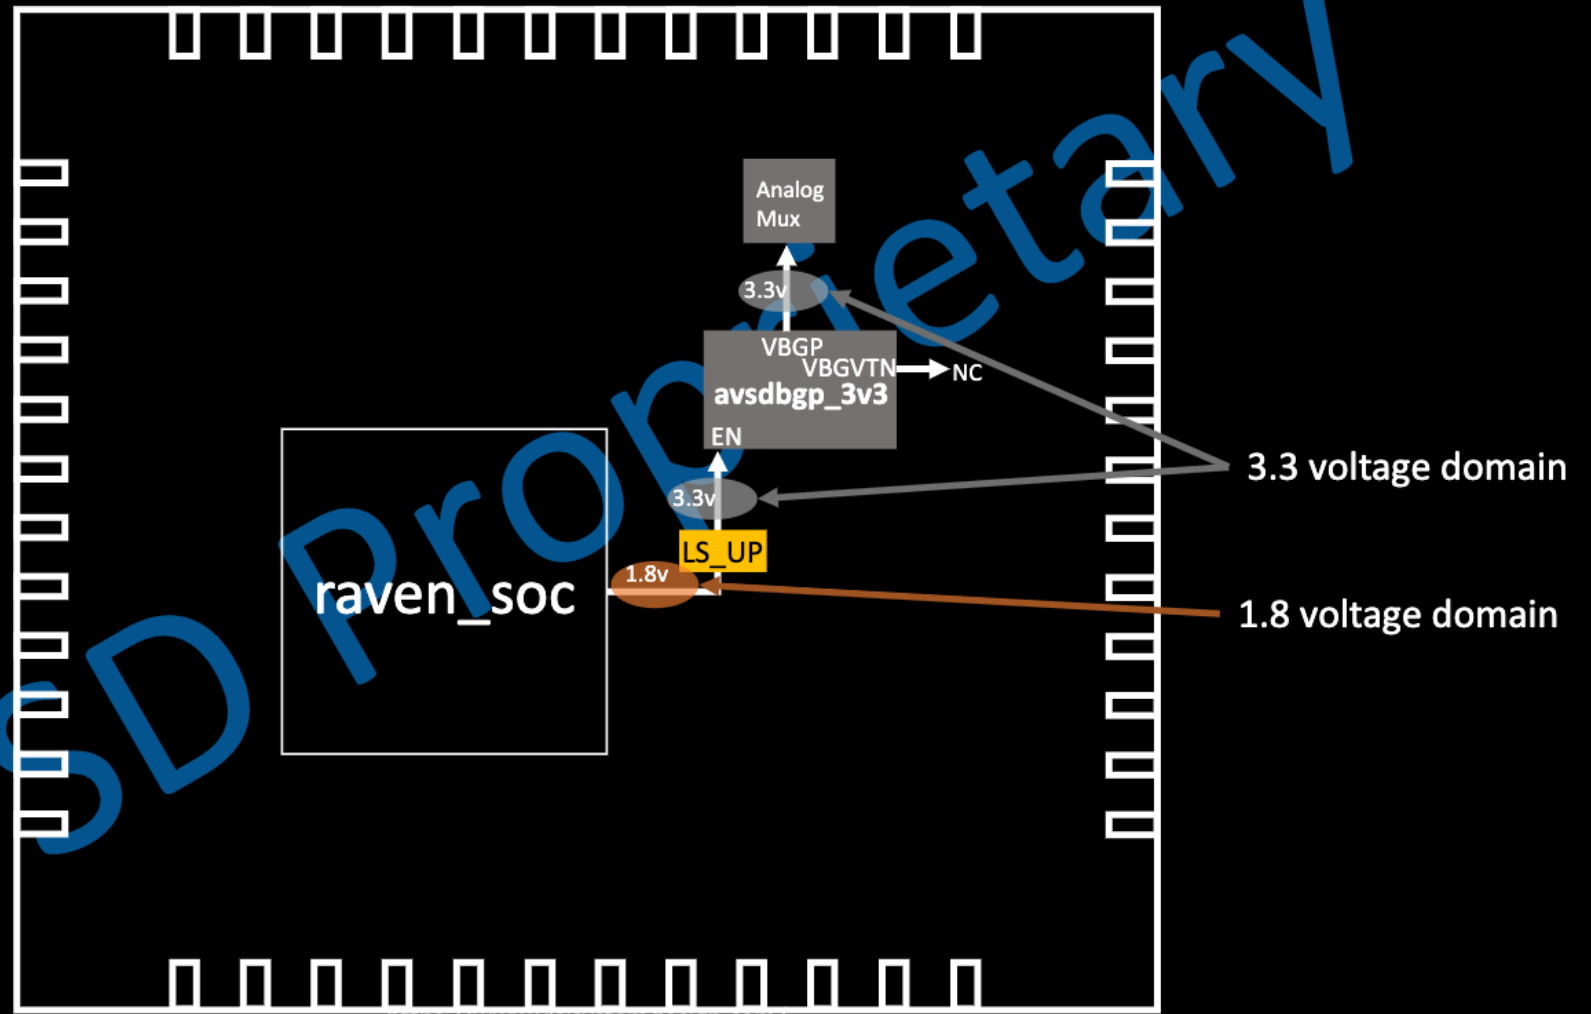 Analog
Mux
3.3v
VBGP
VBGVTN
NC
avsdbgp_3v3
EN
3.3v
3.3 voltage domain
LS_UP
1.8v
raven_soc
1.8 voltage domain
SD Proprietary